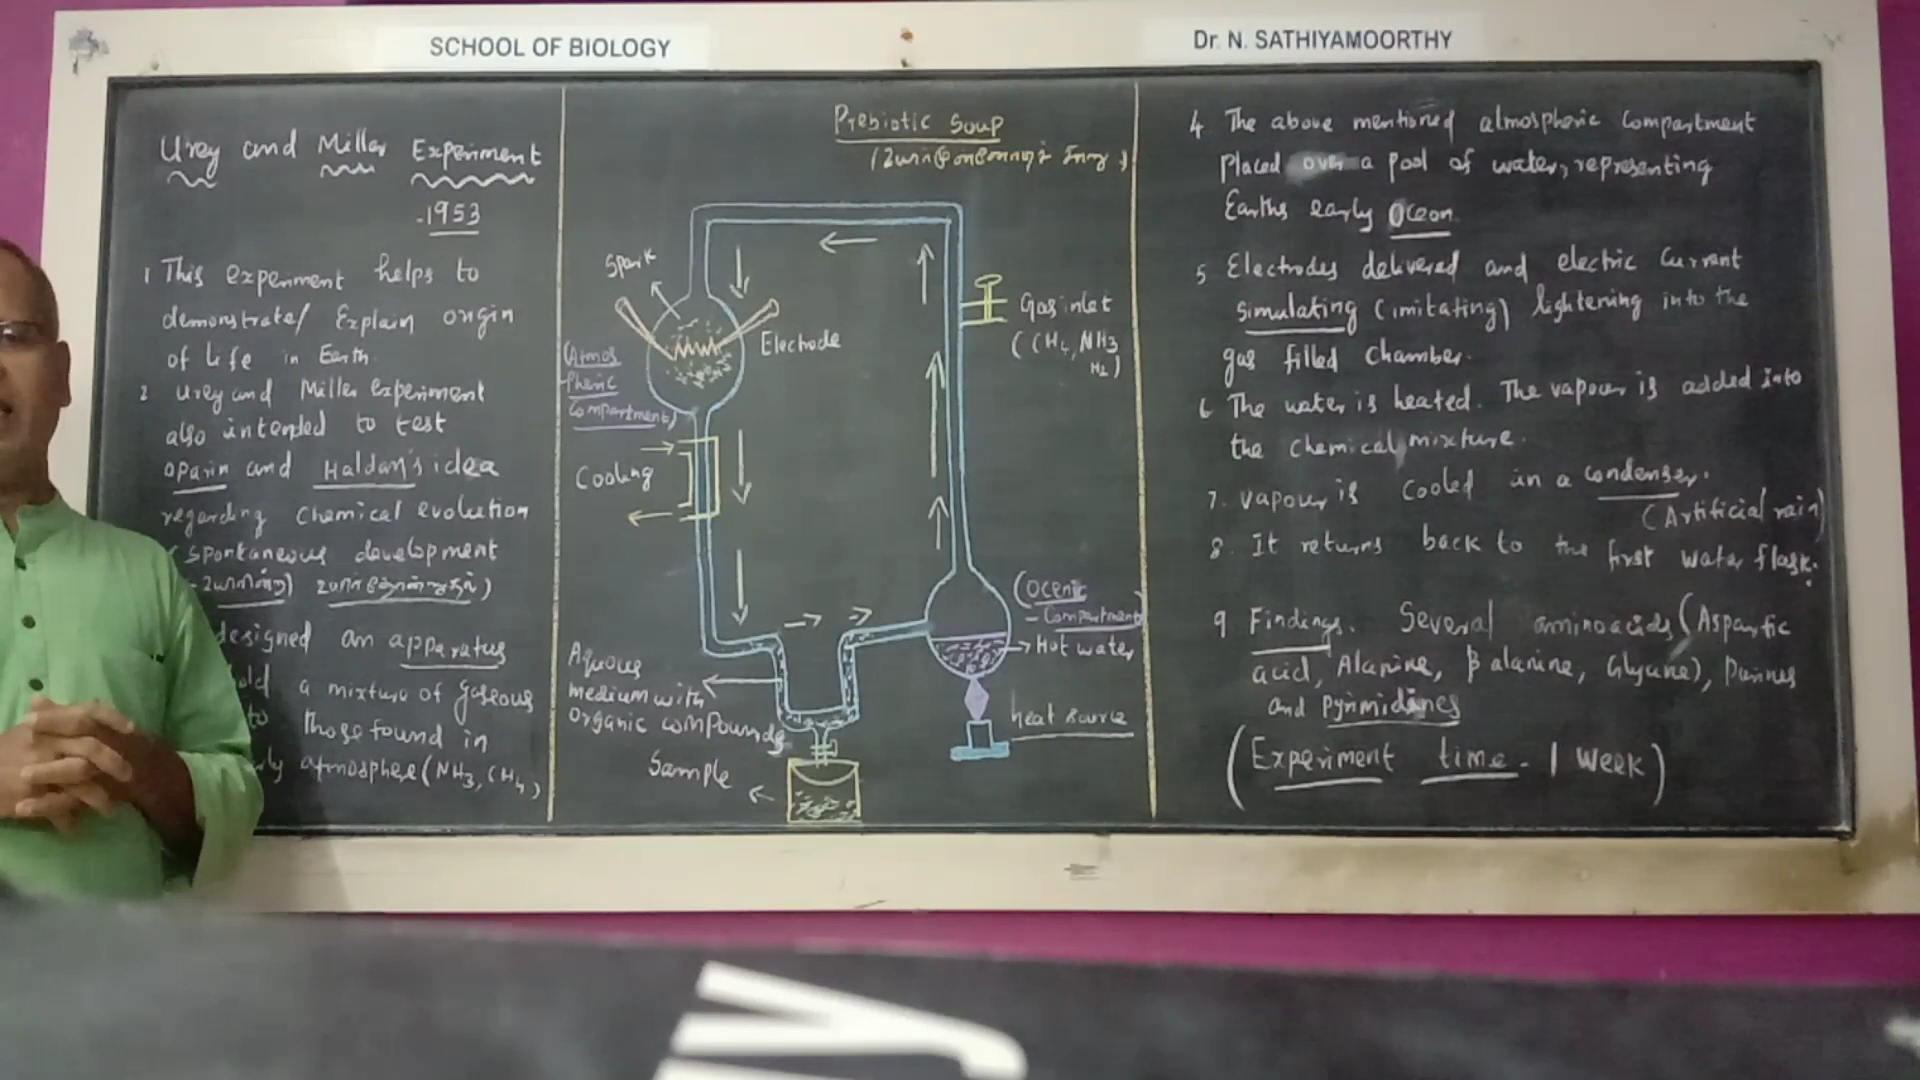 SCHOOL OF BIOLOGY
Dr. N. SATHIYAMOORTHY
Urey and Miller Experiment
-1953
1 This experiment helps to
demonstrate/ Explain origin
of Life in Earth.
2 Urey and Miller experiment
also intended to test
oparin and Haldan's idea
regarding chemical evolution
(spontaneous development
designed an apparatus
a mixture of gaseous
to those found in
atmosphere (NH3, CH4)
Prebiotic Soup
Spark
Electrode
(Atmos
pheric
compartment)
Cooling
Gas inlet
(CH4, NH3
H2)
(Ocenic
- Compartment)
Hot water
heat source
Aqueous
medium with
organic compounds
Sample
4 The above mentioned atmospheric compartment
placed over a pool of water, representing
Earths early Ocean
5 Electrodes delivered and electric current
simulating (imitating) lightening into the
gas filled chamber.
6 The water is heated. The vapour is added into
the chemical mixture.
7. vapour is cooled in a condenser.
(Artificial rain)
8. It returns back to the first water flask.
9 Findings. Several aminoacids (Aspartic
acid, Alanine, β alanine, Glycine), Purines
and pyrimidines
(Experiment time - 1 week)